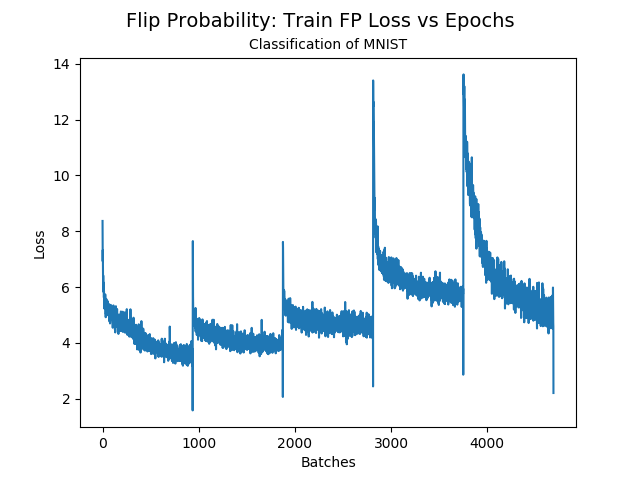 Flip Probability: Train FP Loss vs Epochs
Classification of MNIST
14
12
10
8
6
4
2
Loss
0 1000 2000 3000 4000
Batches